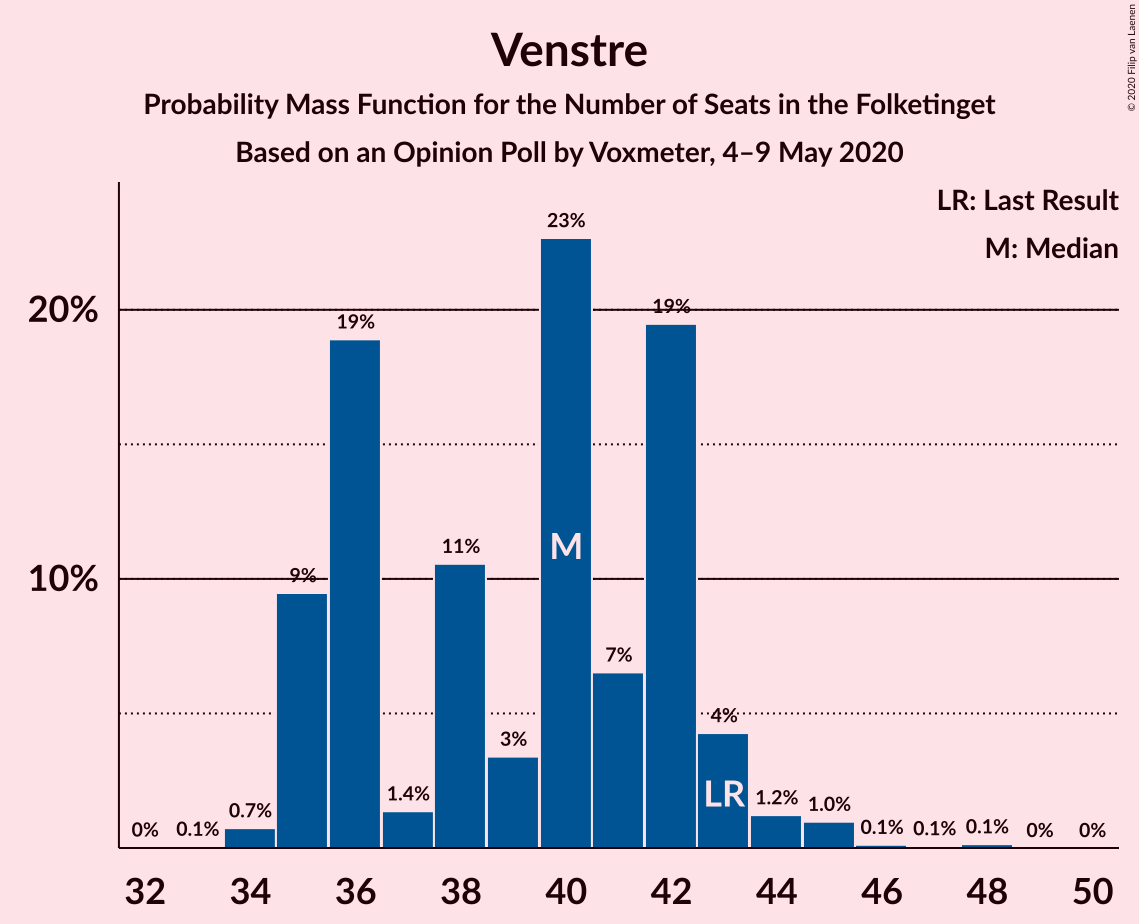 Venstre
Probability Mass Function for the Number of Seats in the Folketinget
Based on an Opinion Poll by Voxmeter, 4–9 May 2020
© 2020 Filip van Laenen
LR: Last Result
M: Median
20%
10%
0%
0.1%
0.7%
9%
19%
1.4%
11%
3%
23%
7%
19%
4%
1.2%
1.0%
0.1%
0.1%
0.1%
0%
0%
M
LR
32 34 36 38 40 42 44 46 48 50